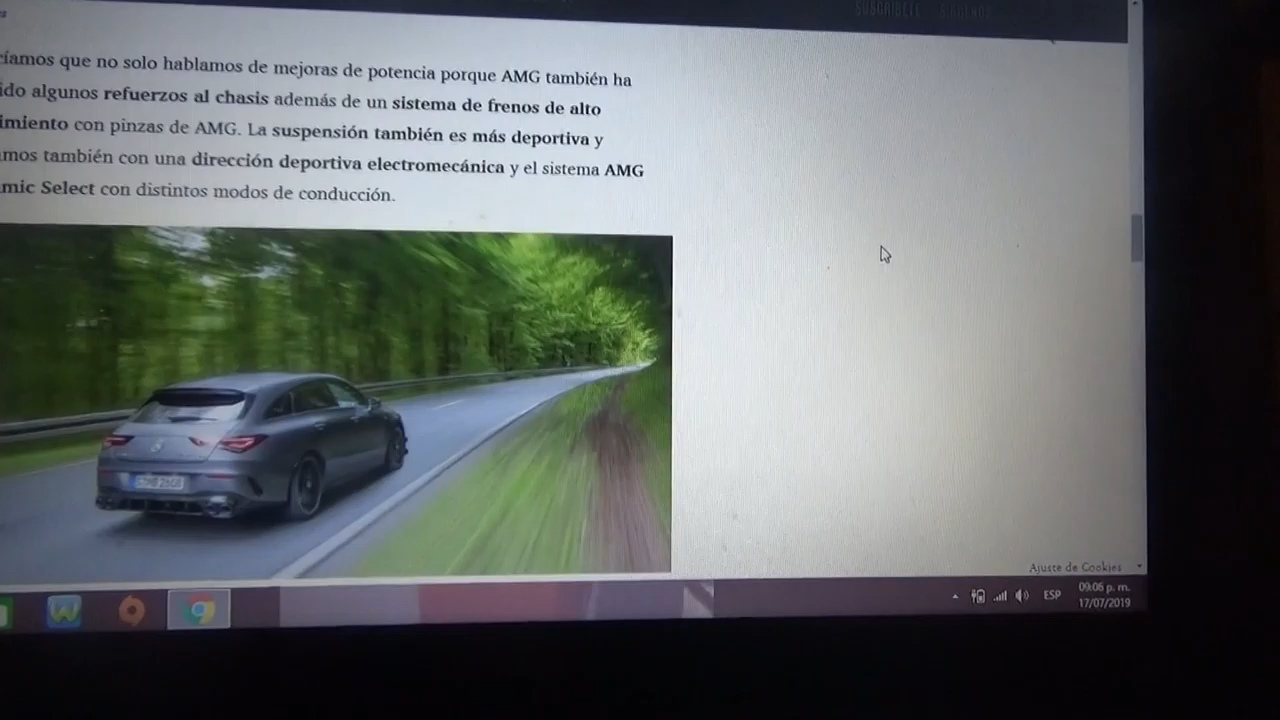 SUSCRIBETE
íamos que no solo hablamos de mejoras de potencia porque AMG también ha
ido algunos refuerzos al chasis además de un sistema de frenos de alto
imiento con pinzas de AMG. La suspensión también es más deportiva y
mos también con una dirección deportiva electromecánica y el sistema AMG
mic Select con distintos modos de conducción.
Ajuste de Cookies
09:06 p. m.
ESP
17/07/2019